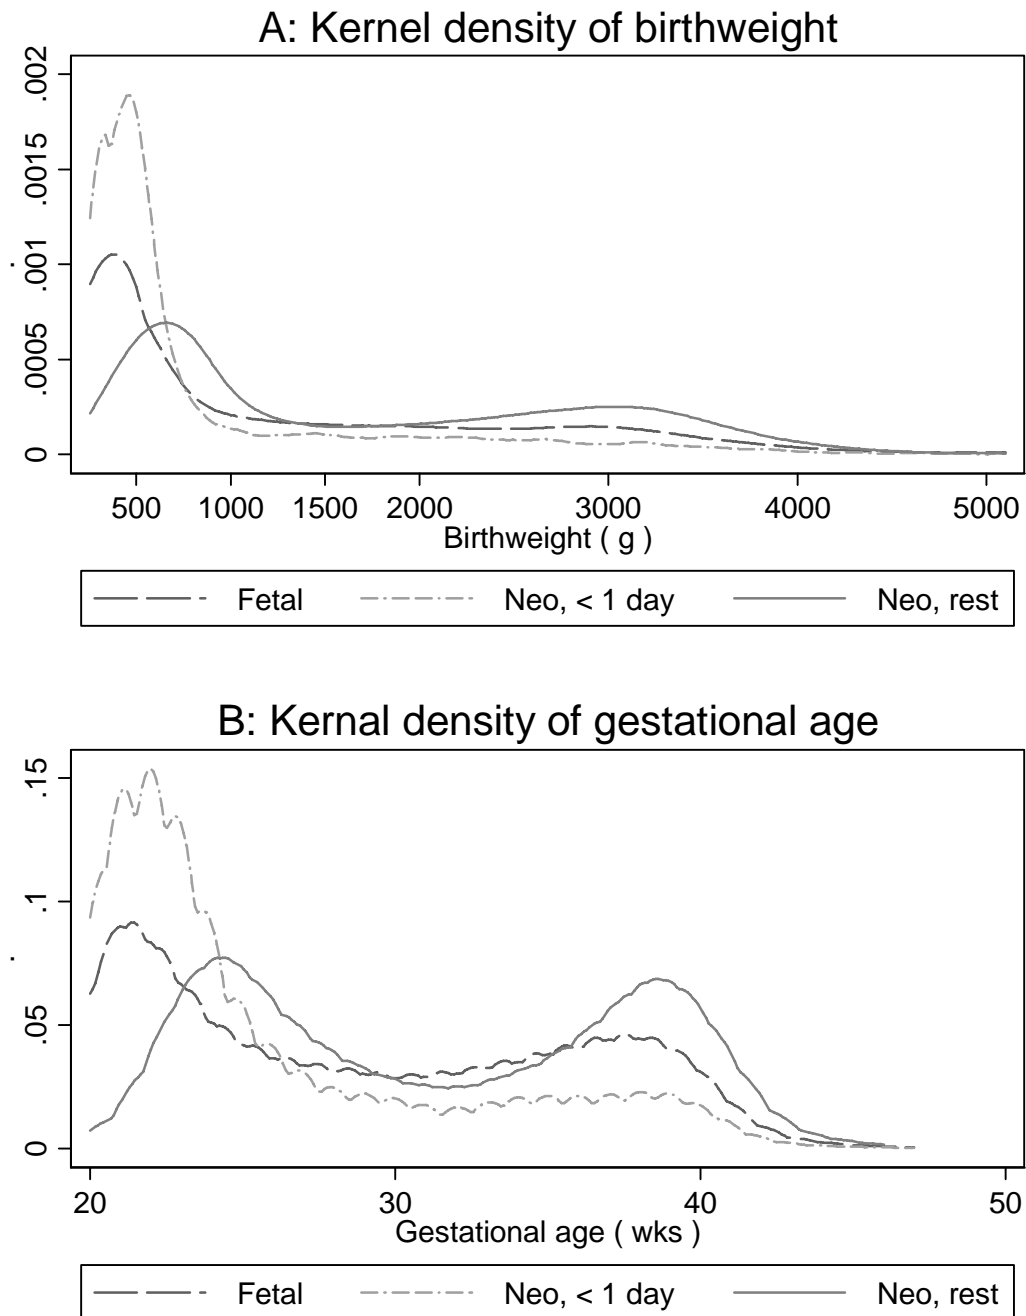 A: Kernel density of birthweight
.002
.0015
.001
.0005
0
.
500 1000 1500 2000 3000 4000 5000
Birthweight ( g )
Fetal Neo, < 1 day Neo, rest
B: Kernal density of gestational age
.15
.1
.05
0
.
20 30 40 50
Gestational age ( wks )
Fetal Neo, < 1 day Neo, rest